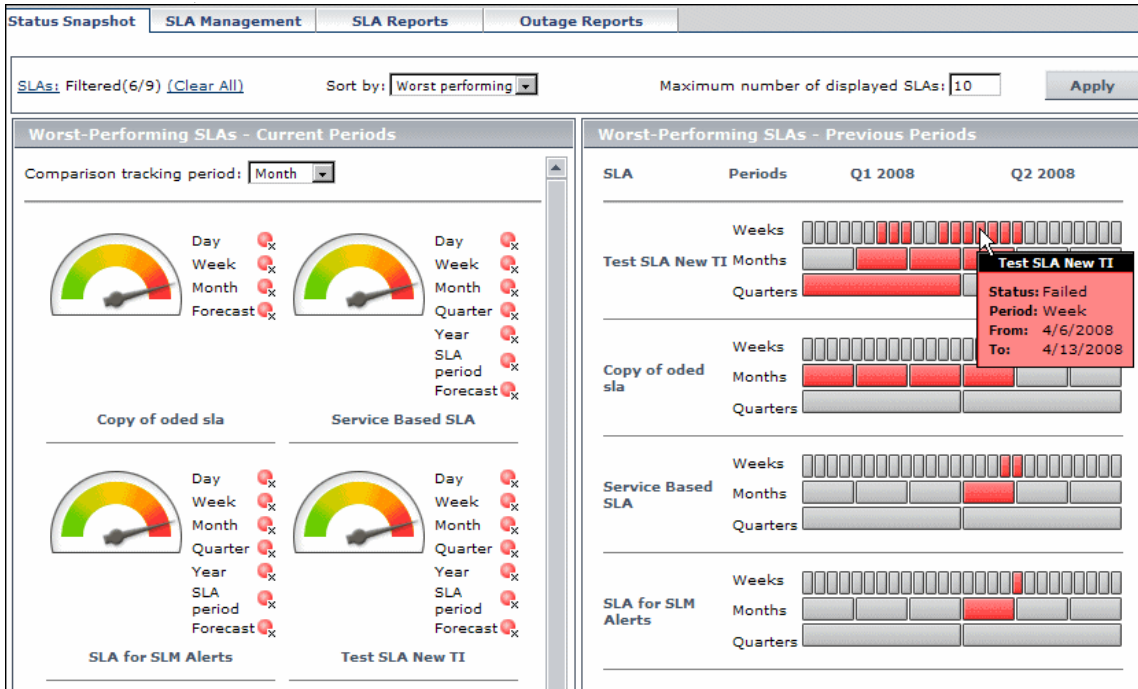 Status Snapshot SLA Management SLA Reports Outage Reports
SLAs: Filtered(6/9) (Clear All) Sort by: Worst performing Maximum number of displayed SLAs: 10 Apply
Worst-Performing SLAs - Current Periods
Comparison tracking period: Month
Day
Week
Month
Forecast
Copy of oded sla
Day
Week
Month
Quarter
Year
SLA
period
Forecast
Service Based SLA
Day
Week
Month
Quarter
Year
SLA
period
Forecast
SLA for SLM Alerts
Day
Week
Month
Quarter
Year
SLA
period
Forecast
Test SLA New TI
Worst-Performing SLAs - Previous Periods
SLA Periods Q1 2008 Q2 2008
Test SLA New TI
Weeks
Months
Quarters
Test SLA New TI
Status: Failed
Period: Week
From: 4/6/2008
To: 4/13/2008
Copy of oded
sla
Weeks
Months
Quarters
Service Based
SLA
Weeks
Months
Quarters
SLA for SLM
Alerts
Weeks
Months
Quarters